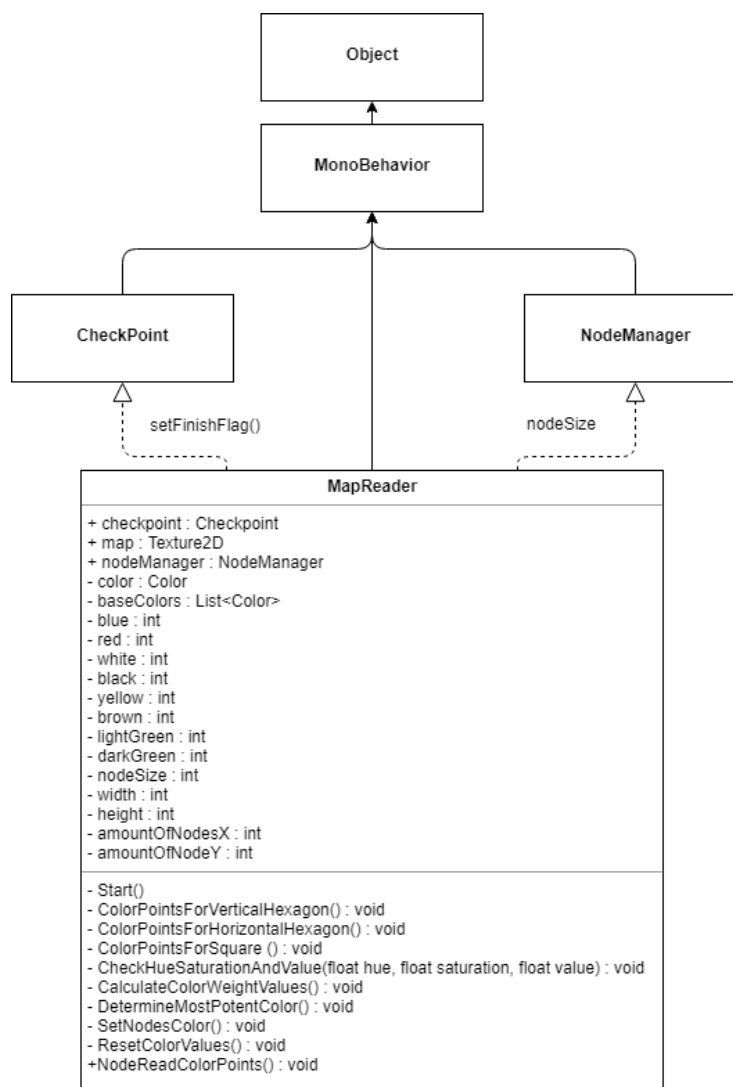 Object
MonoBehavior
CheckPoint
NodeManager
setFinishFlag()
nodeSize
MapReader
+ checkpoint : Checkpoint
+ map : Texture2D
+ nodeManager : NodeManager
- color : Color
- baseColors : List<Color>
- blue : int
- red : int
- white : int
- black : int
- yellow : int
- brown : int
- lightGreen : int
- darkGreen : int
- nodeSize : int
- width : int
- height : int
- amountOfNodesX : int
- amountOfNodeY : int
- Start()
- ColorPointsForVerticalHexagon() : void
- ColorPointsForHorizontalHexagon() : void
- ColorPointsForSquare () : void
- CheckHueSaturationAndValue(float hue, float saturation, float value) : void
- CalculateColorWeightValues() : void
- DetermineMostPotentColor() : void
- SetNodesColor() : void
- ResetColorValues() : void
+NodeReadColorPoints() : void